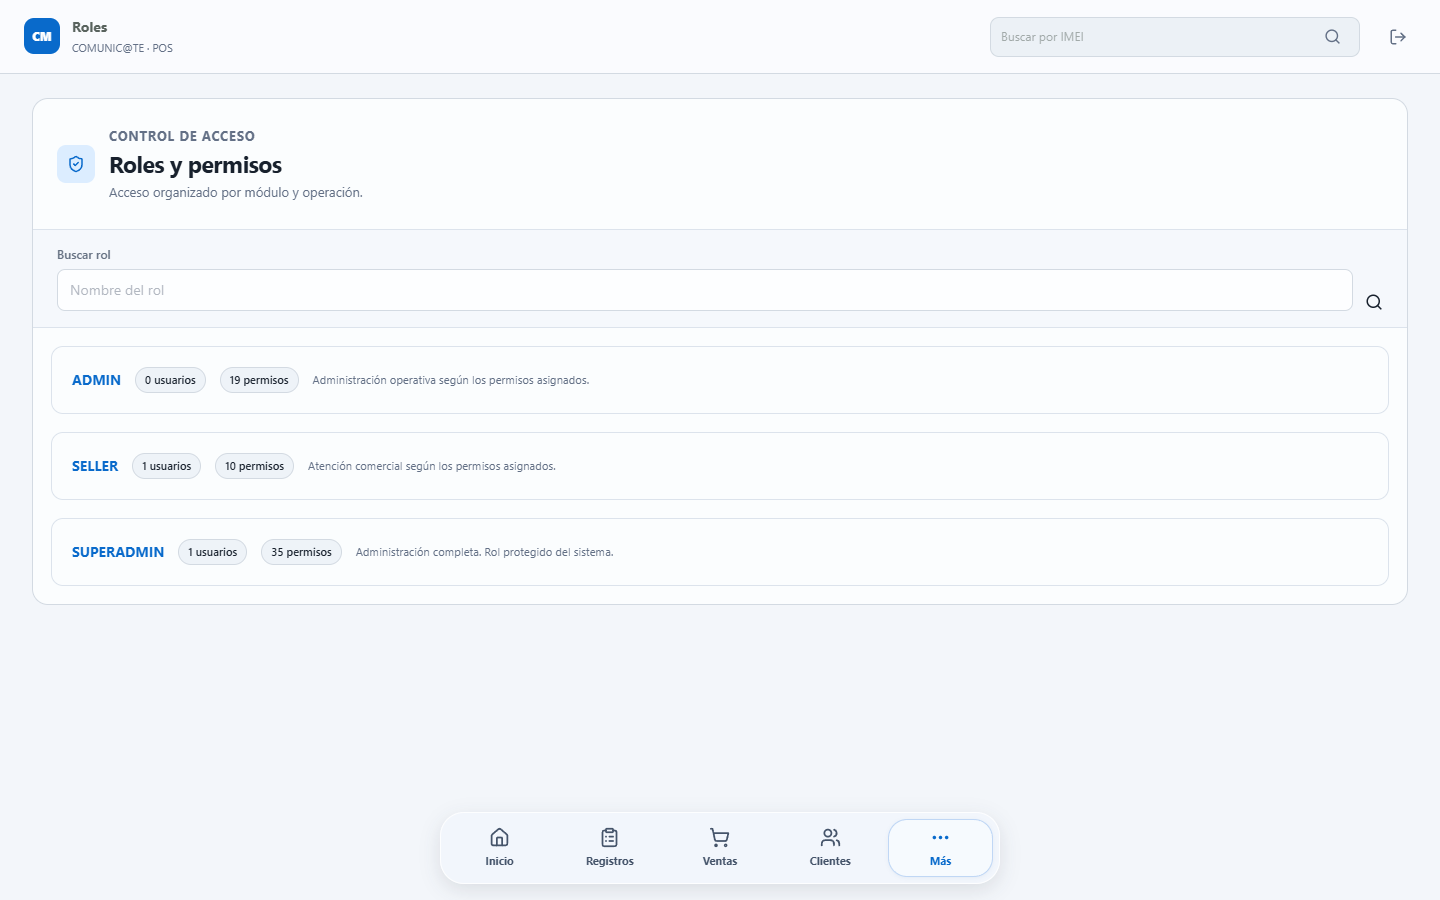 CM
Roles
COMUNIC@TE · POS
Buscar por IMEI
CONTROL DE ACCESO
Roles y permisos
Acceso organizado por módulo y operación.
Buscar rol
Nombre del rol
ADMIN 0 usuarios 19 permisos Administración operativa según los permisos asignados.
SELLER 1 usuarios 10 permisos Atención comercial según los permisos asignados.
SUPERADMIN 1 usuarios 35 permisos Administración completa. Rol protegido del sistema.
Inicio Registros Ventas Clientes Más